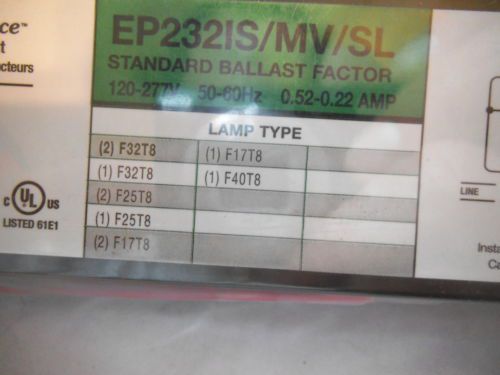 ce™
EP232IS/MV/SL
t
STANDARD BALLAST FACTOR
cteurs
120-277V 50-60Hz 0.52-0.22 AMP
LAMP TYPE
(2) F32T8 (1) F17T8
(1) F32T8 (1) F40T8
(2) F25T8
(1) F25T8
(2) F17T8
C UL US
LISTED 61E1
LINE
Insta
Ca